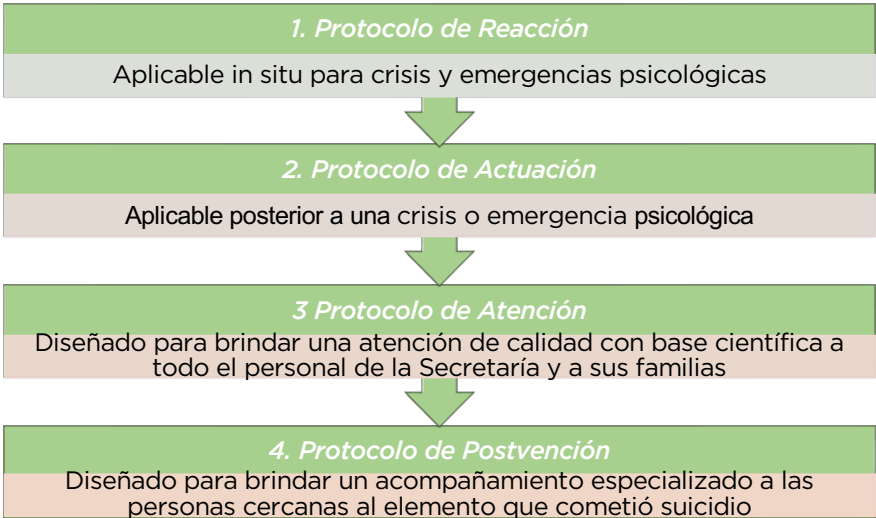 1. Protocolo de Reacción
Aplicable in situ para crisis y emergencias psicológicas
2. Protocolo de Actuación
Aplicable posterior a una crisis o emergencia psicológica
3 Protocolo de Atención
Diseñado para brindar una atención de calidad con base científica a
todo el personal de la Secretaría y a sus familias
4. Protocolo de Postvención
Diseñado para brindar un acompañamiento especializado a las
personas cercanas al elemento que cometió suicidio